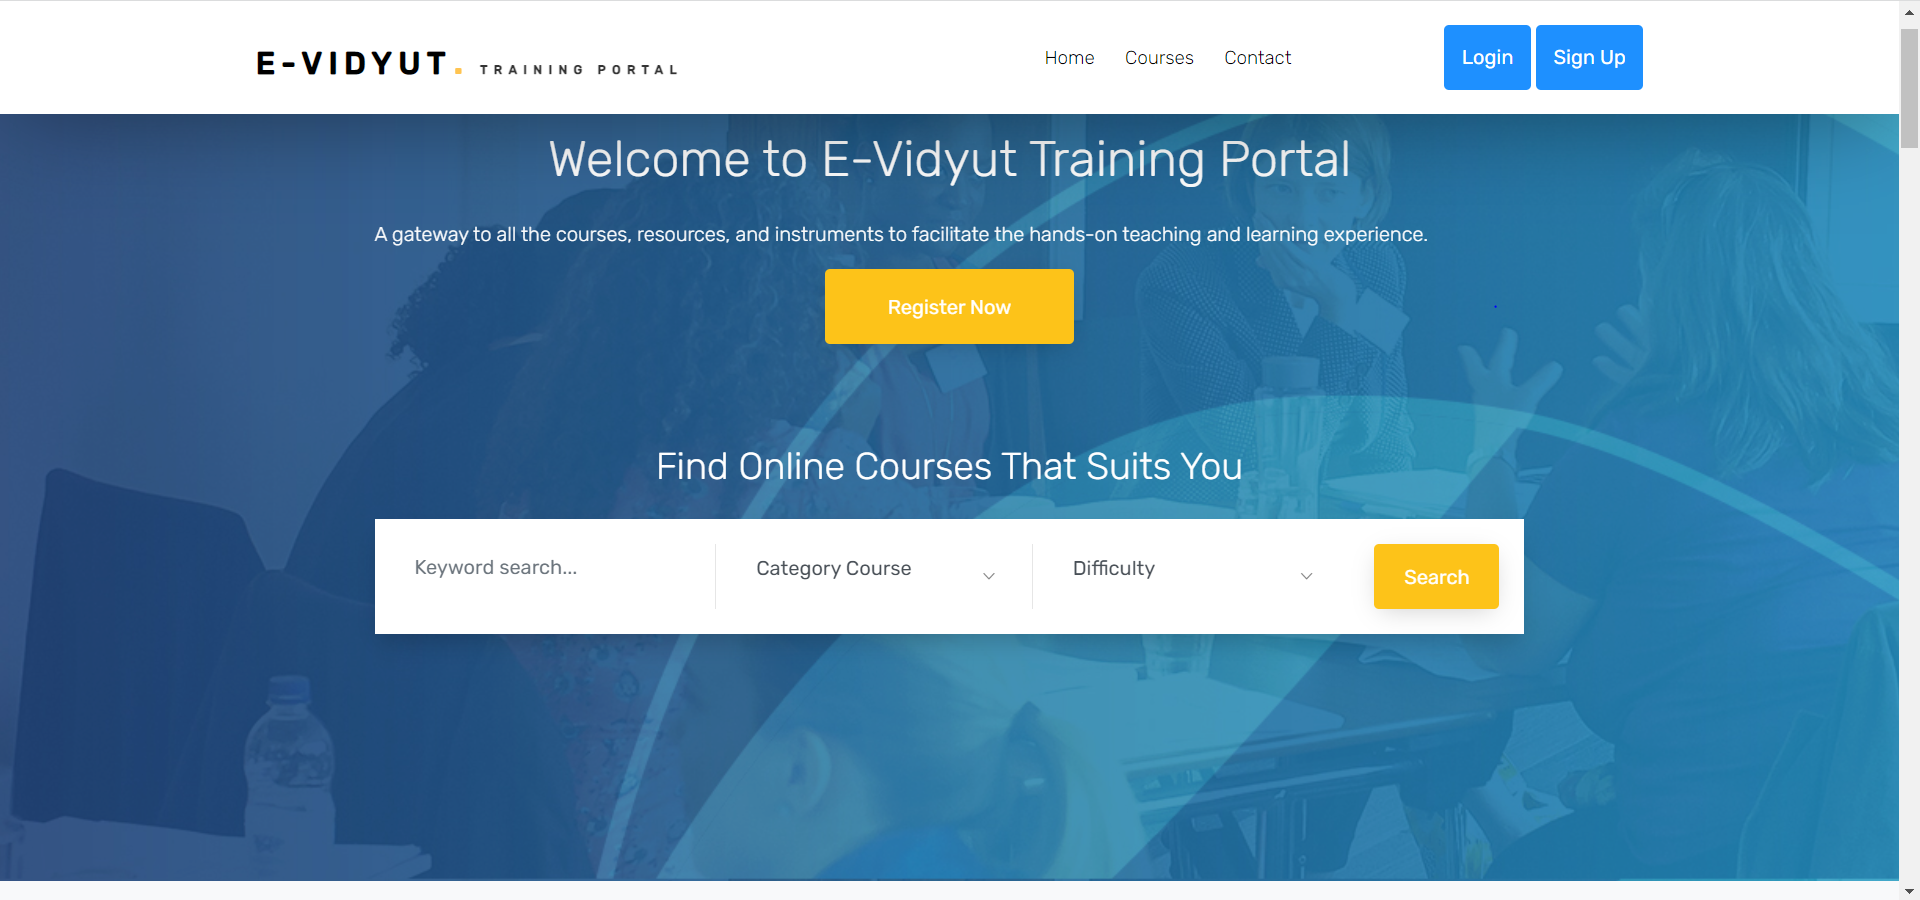 E-VIDYUT. TRAINING PORTAL
Home Courses Contact
Login Sign Up
Welcome to E-Vidyut Training Portal
A gateway to all the courses, resources, and instruments to facilitate the hands-on teaching and learning experience.
Register Now
Find Online Courses That Suits You
Keyword search... Category Course Difficulty Search